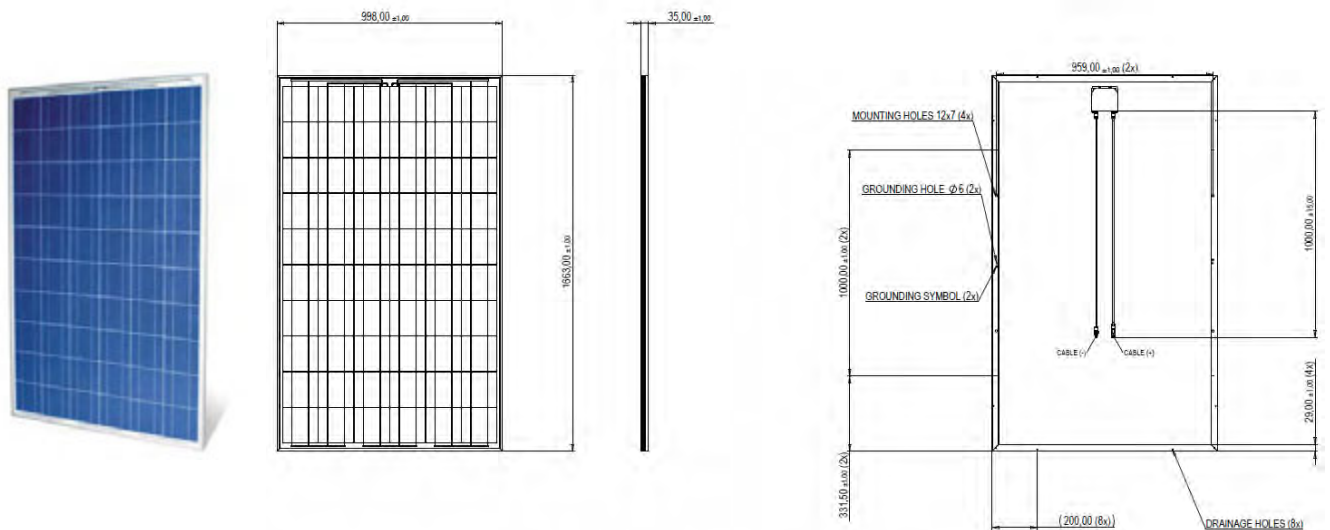 998,00 ±1,00
35,00 ±1,00
1663,00 ±1,00
959,00 ±1,00 (2x)
MOUNTING HOLES 12x7 (4x)
GROUNDING HOLE Ø6 (2x)
GROUNDING SYMBOL (2x)
1000,00 ±1,00 (2x)
331,50 ±1,00 (2x)
CABLE (-)
CABLE (+)
1000,00 ±15,00
29,00 ±1,00 (4x)
(200,00 (8x))
DRAINAGE HOLES (8x)